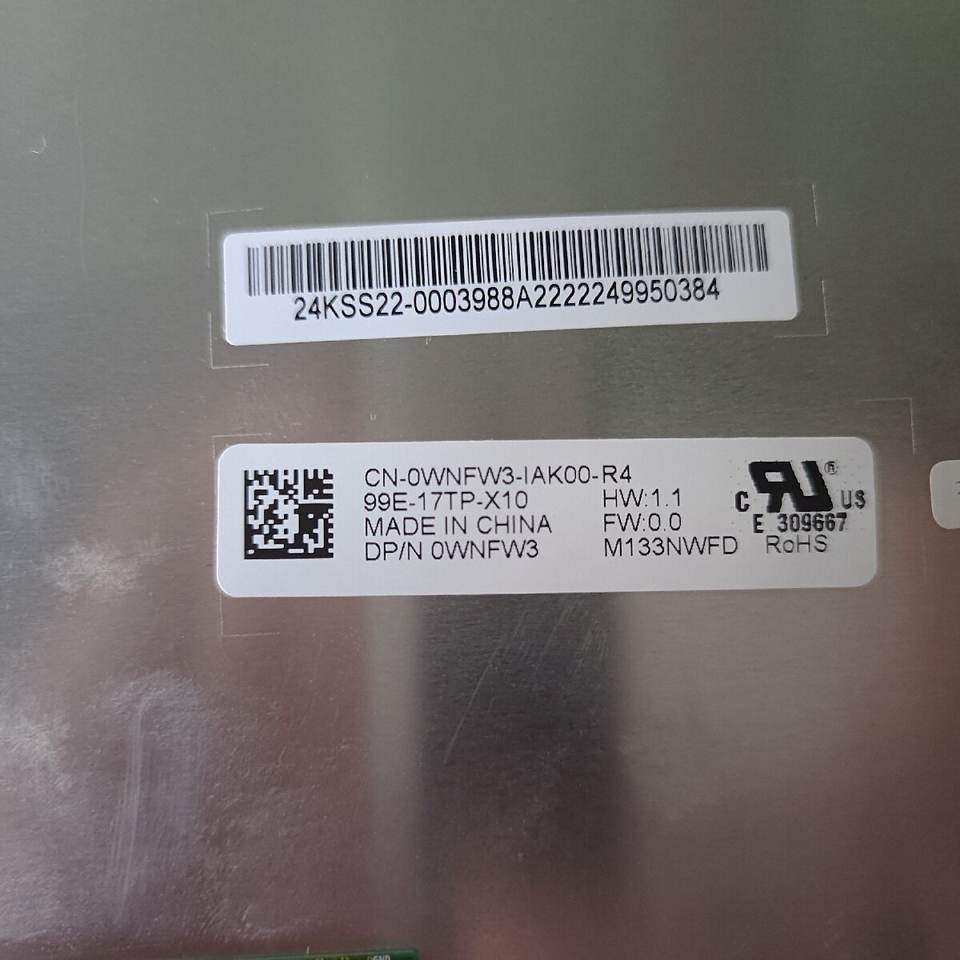 24KSS22-0003988A2222249950384
CN-0WNFW3-IAK00-R4
99E-17TP-X10 HW:1.1
MADE IN CHINA FW:0.0
DP/N 0WNFW3 M133NWFD
C RU ® US
E 309667
RoHS